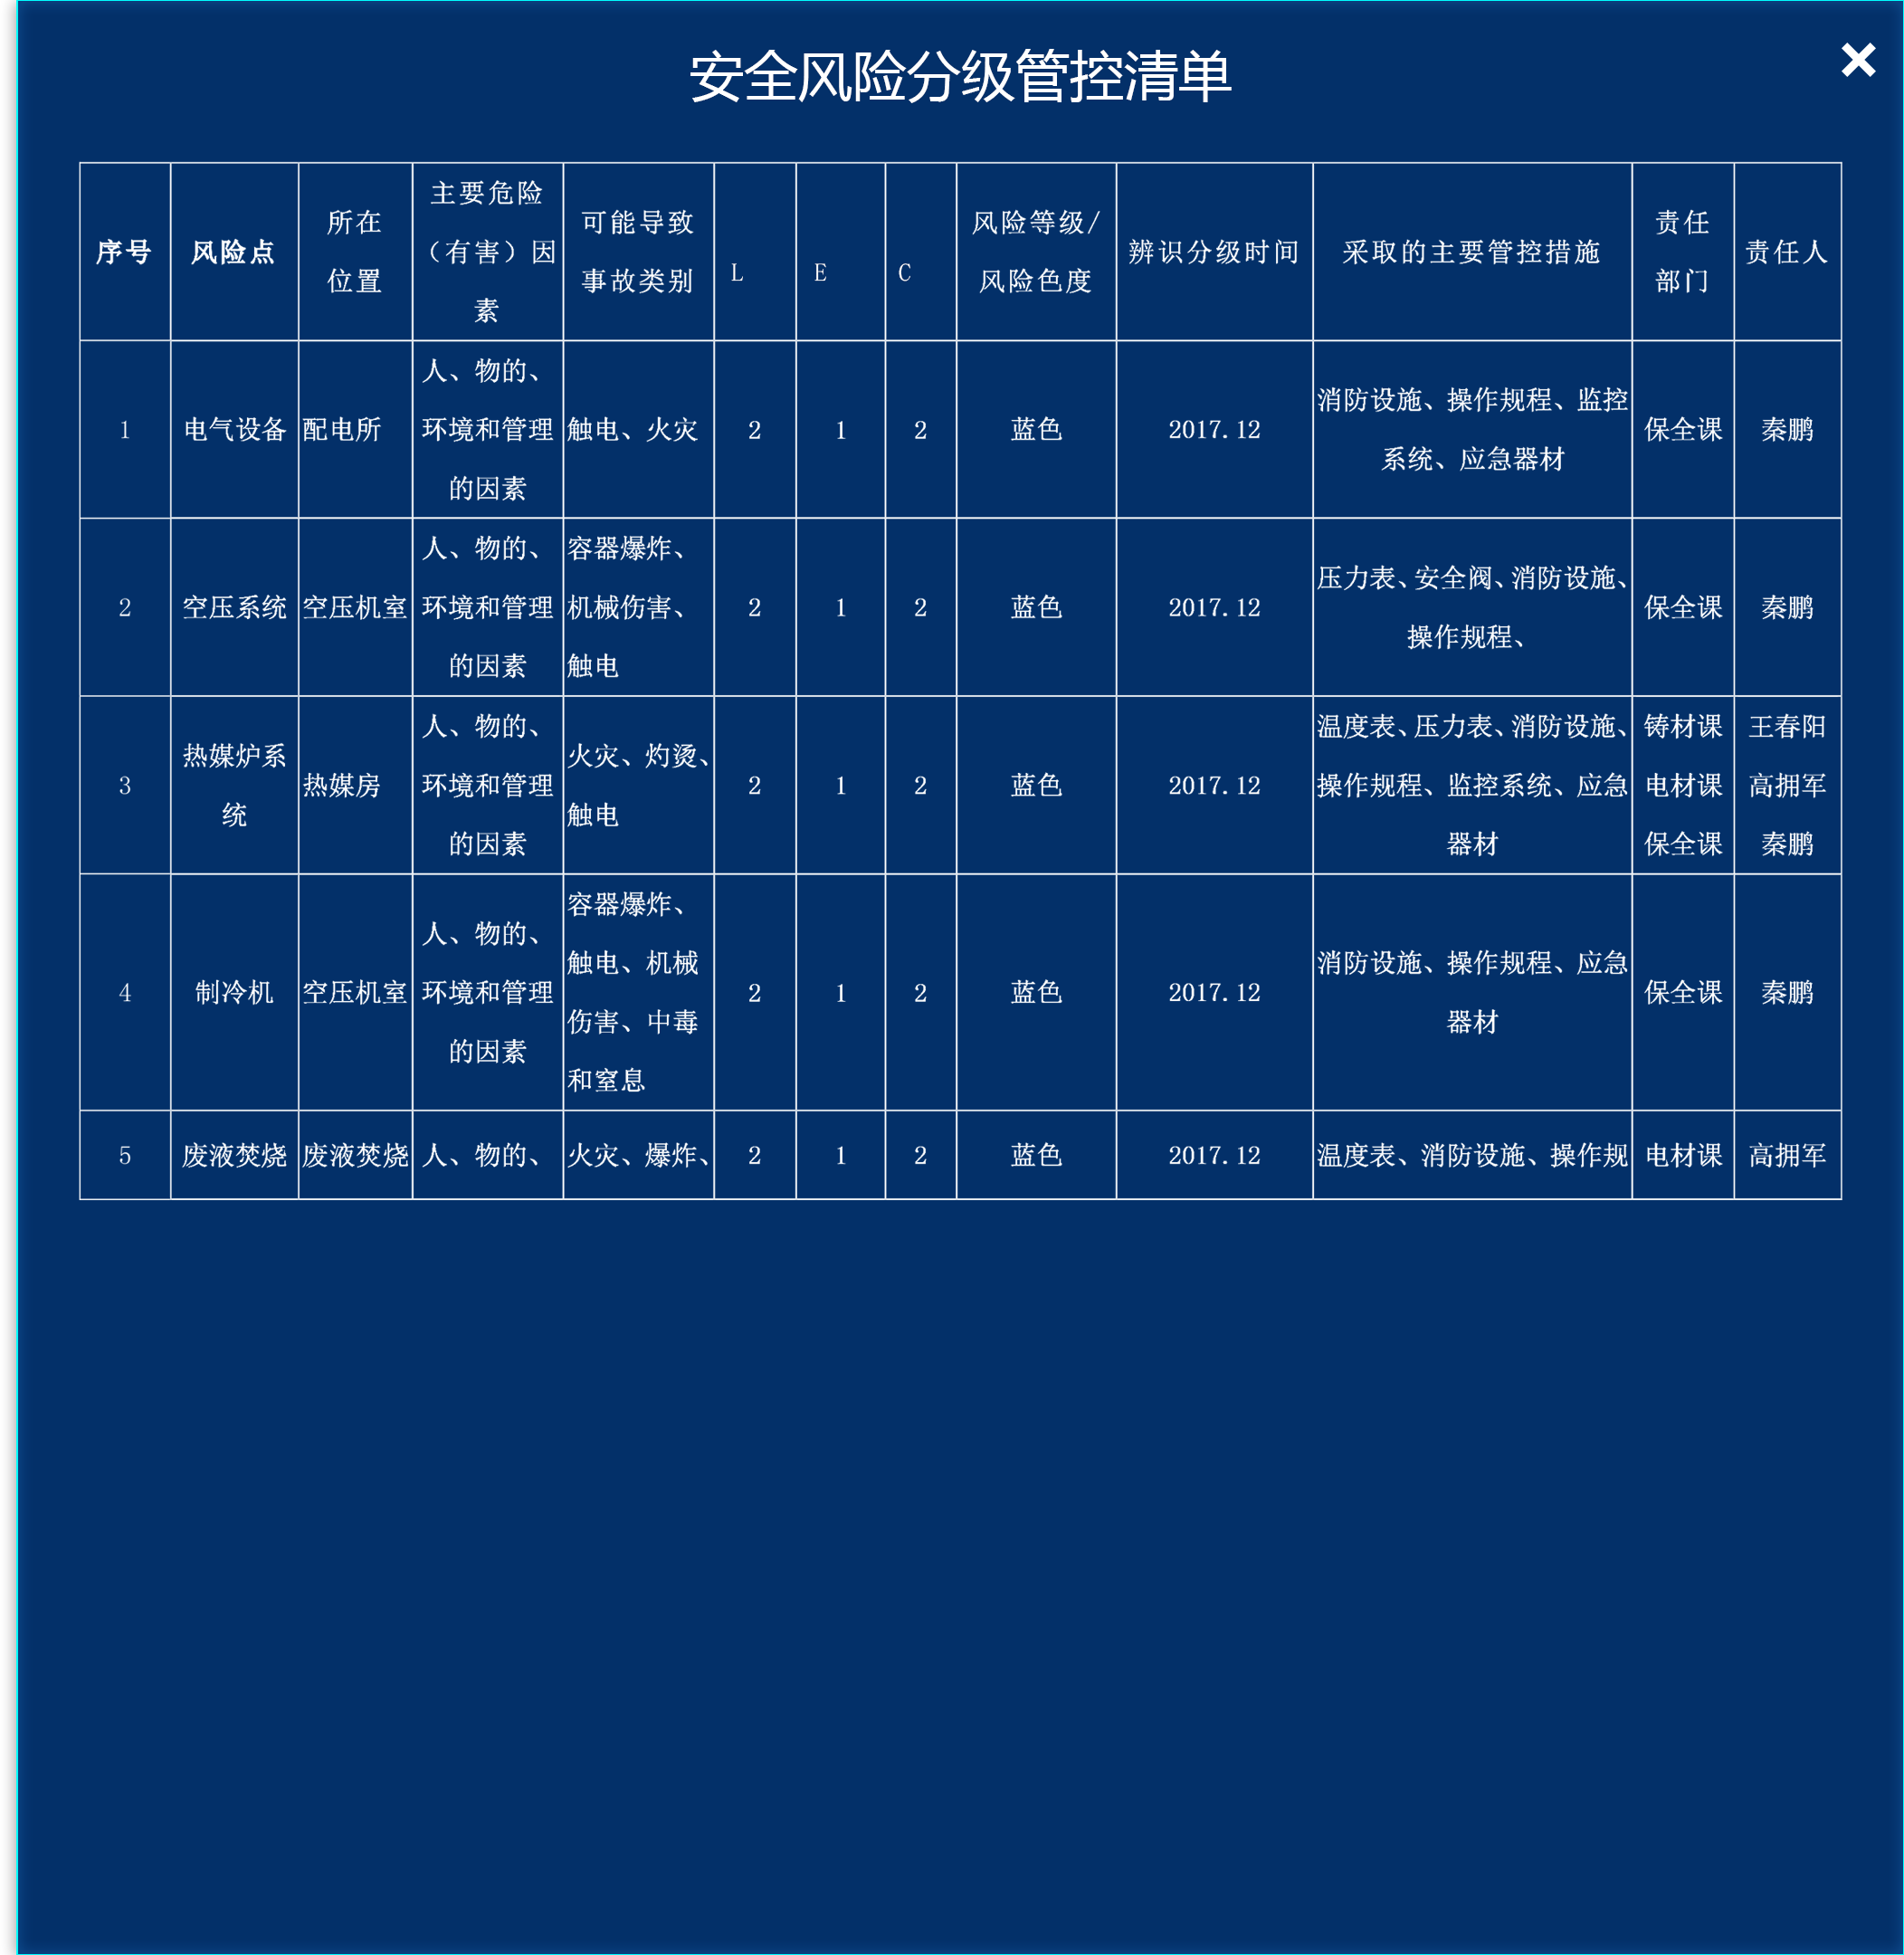 安全风险分级管控清单
序号 风险点 所在位置 主要危险（有害）因素 可能导致事故类别 L E C 风险等级/风险色度 辨识分级时间 采取的主要管控措施 责任部门 责任人
1 电气设备 配电所 人、物的、环境和管理的因素 触电、火灾 2 1 2 蓝色 2017.12 消防设施、操作规程、监控系统、应急器材 保全课 秦鹏
2 空压系统 空压机室 人、物的、环境和管理的因素 容器爆炸、机械伤害、触电 2 1 2 蓝色 2017.12 压力表、安全阀、消防设施、操作规程、 保全课 秦鹏
3 热媒炉系统 热媒房 人、物的、环境和管理的因素 火灾、灼烫、触电 2 1 2 蓝色 2017.12 温度表、压力表、消防设施、操作规程、监控系统、应急器材 铸材课 电材课 保全课 王春阳 高拥军 秦鹏
4 制冷机 空压机室 人、物的、环境和管理的因素 容器爆炸、触电、机械伤害、中毒和窒息 2 1 2 蓝色 2017.12 消防设施、操作规程、应急器材 保全课 秦鹏
5 废液焚烧 废液焚烧 人、物的、 火灾、爆炸、 2 1 2 蓝色 2017.12 温度表、消防设施、操作规 电材课 高拥军